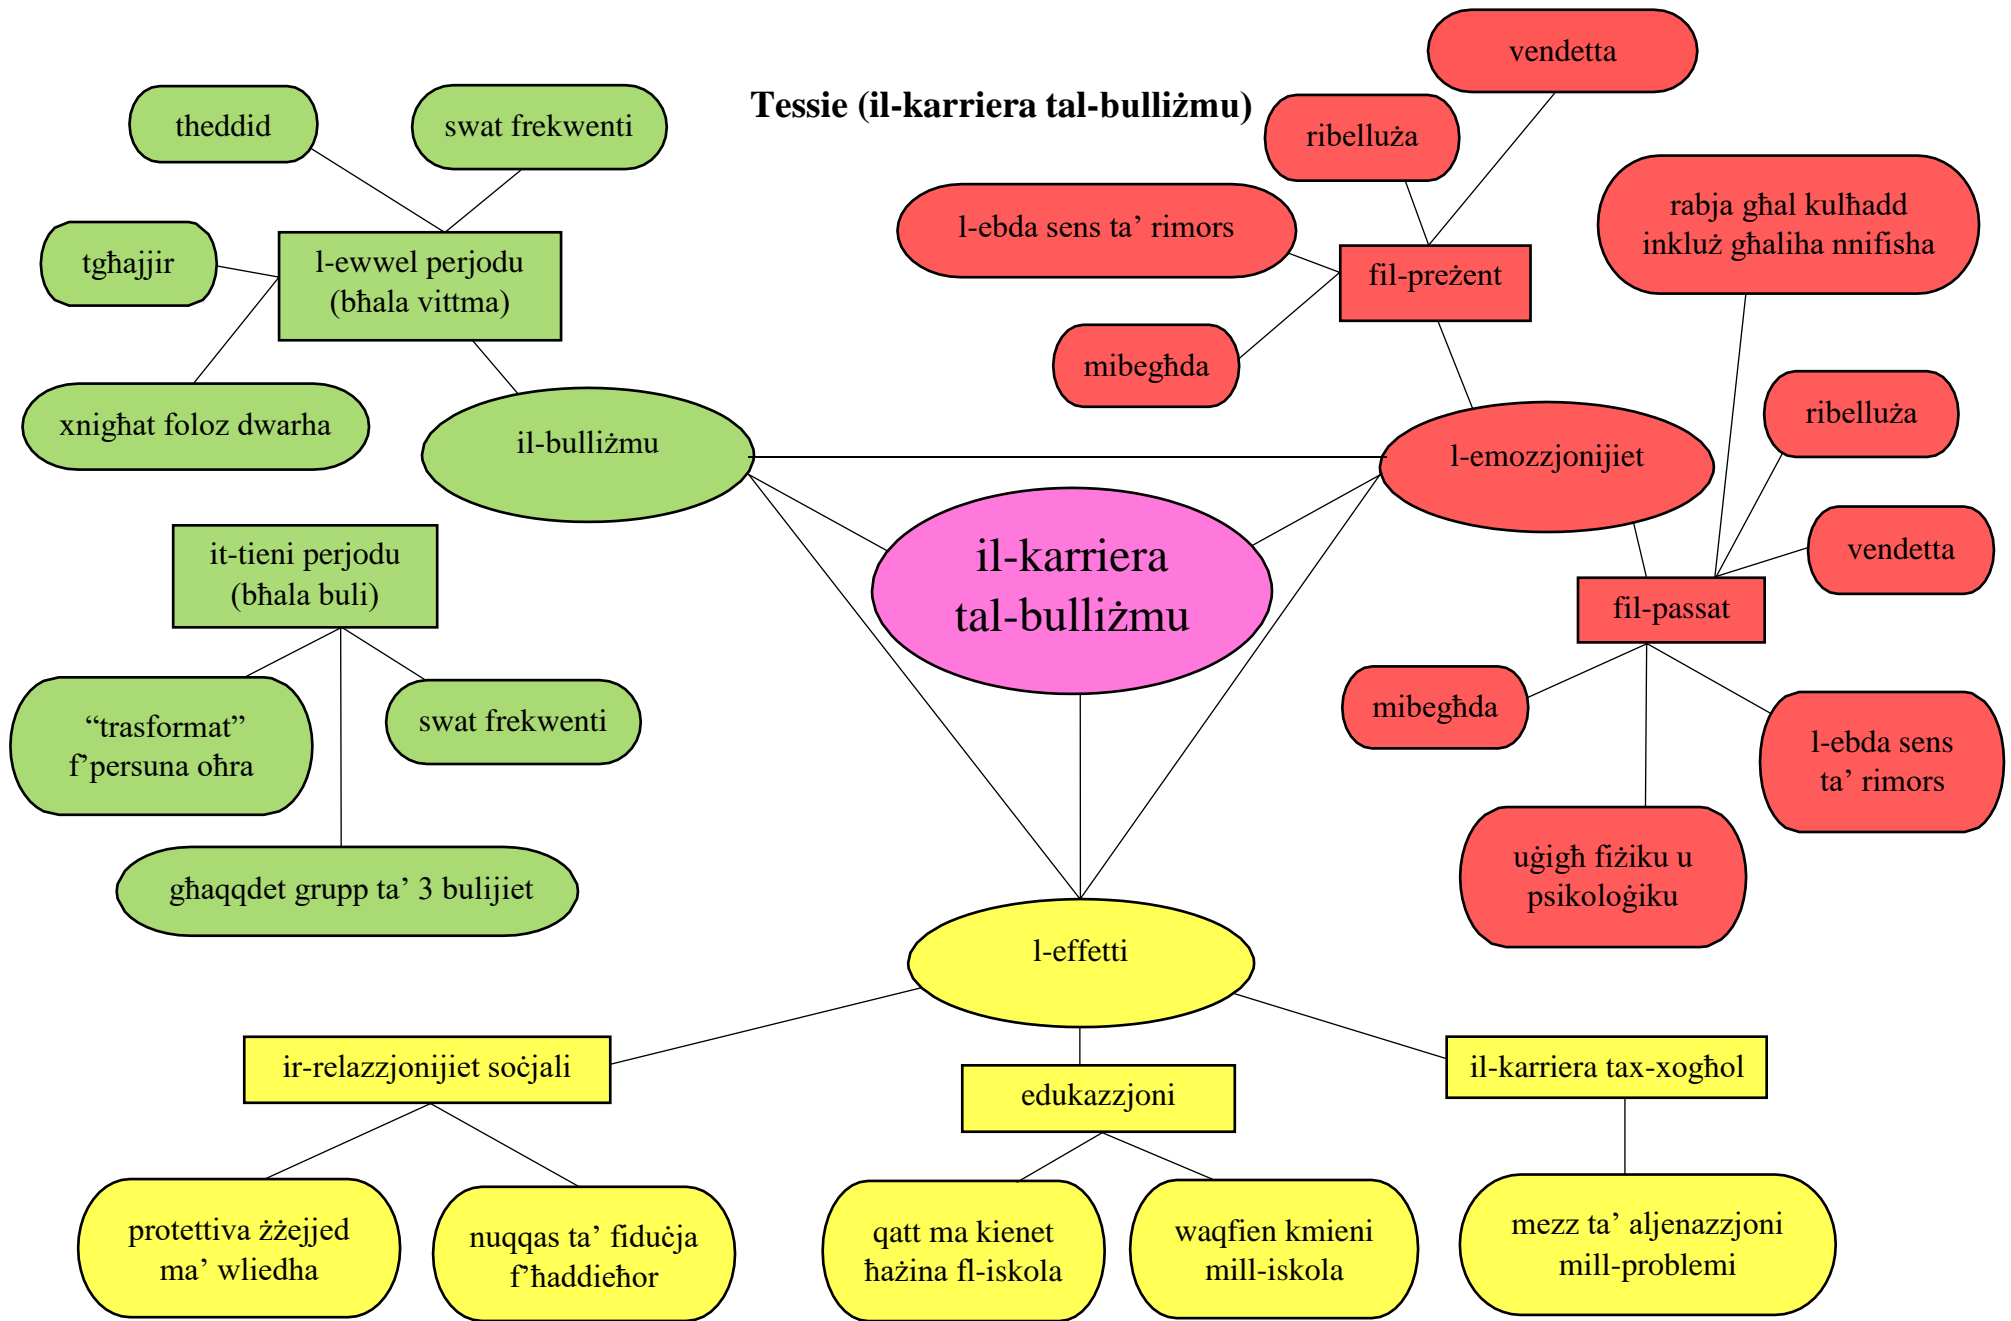 Tessie (il-karriera tal-bulliżmu)
theddid
swat frekwenti
tgħajjir
l-ewwel perjodu
(bħala vittma)
xnigħat foloz dwarha
il-bulliżmu
it-tieni perjodu
(bħala buli)
“trasformat”
f’persuna oħra
swat frekwenti
għaqqdet grupp ta’ 3 bulijiet
il-karriera
tal-bulliżmu
vendetta
ribelluża
l-ebda sens ta’ rimors
fil-preżent
mibegħda
rabja għal kulħadd
inkluż għaliha nnifisha
l-emozzjonijiet
ribelluża
vendetta
fil-passat
mibegħda
l-ebda sens
ta’ rimors
uġigħ fiżiku u
psikoloġiku
l-effetti
ir-relazzjonijiet soċjali
edukazzjoni
il-karriera tax-xogħol
protettiva żżejjed
ma’ wliedha
nuqqas ta’ fiduċja
f’ħaddieħor
qatt ma kienet
ħażina fl-iskola
waqfien kmieni
mill-iskola
mezz ta’ aljenazzjoni
mill-problemi